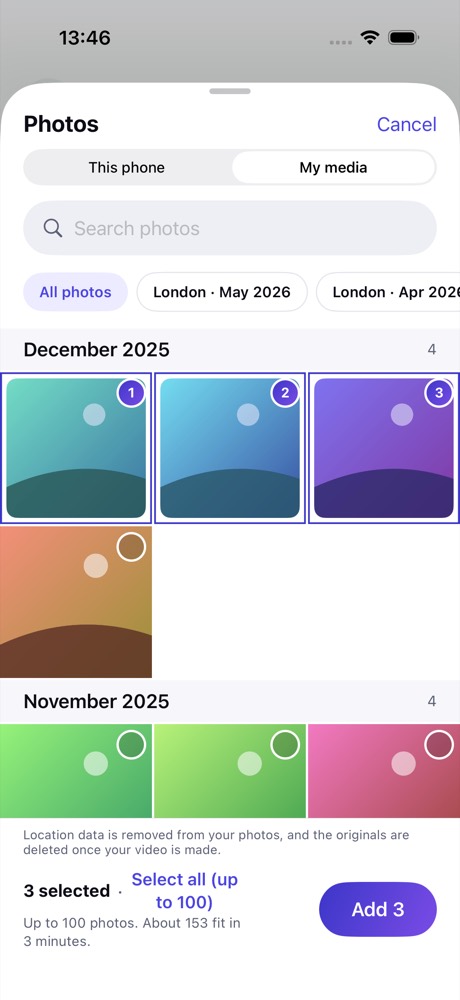 13:46
Photos
Cancel
This phone
My media
Search photos
All photos
London · May 2026
London · Apr 2026
December 2025
4
1
2
3
November 2025
4
Location data is removed from your photos, and the originals are
deleted once your video is made.
3 selected · Select all (up
to 100)
Up to 100 photos. About 153 fit in
3 minutes.
Add 3